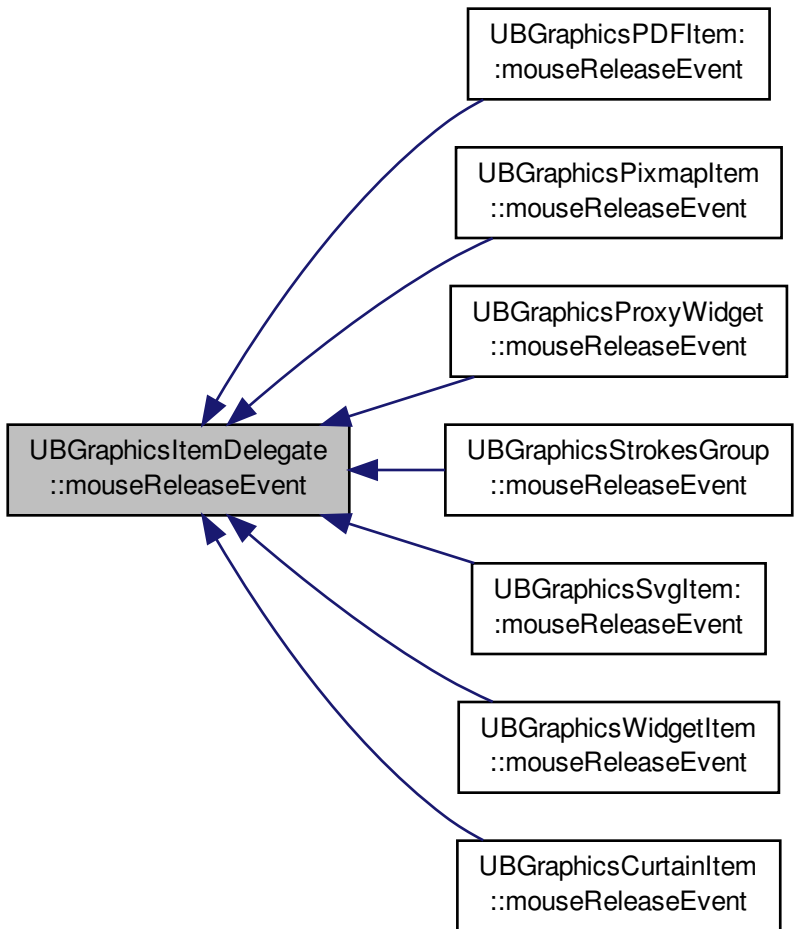 UBGraphicsPDFItem:
:mouseReleaseEvent
UBGraphicsPixmapItem
::mouseReleaseEvent
UBGraphicsProxyWidget
::mouseReleaseEvent
UBGraphicsItemDelegate
::mouseReleaseEvent
UBGraphicsStrokesGroup
::mouseReleaseEvent
UBGraphicsSvgItem:
:mouseReleaseEvent
UBGraphicsWidgetItem
::mouseReleaseEvent
UBGraphicsCurtainItem
::mouseReleaseEvent